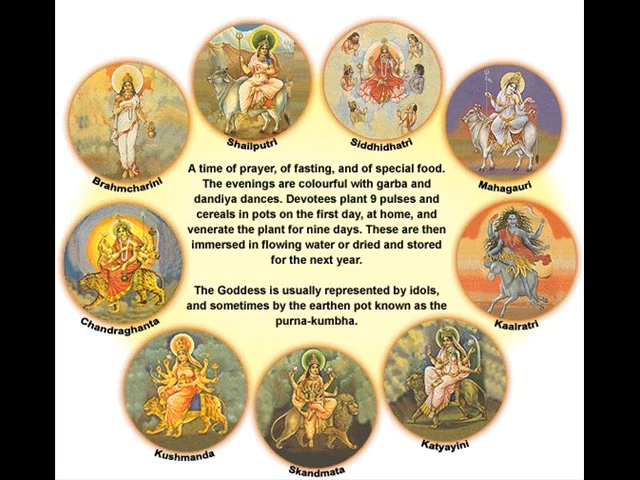 Shailputri
Siddhidhatri
Brahmcharini
Mahagauri
A time of prayer, of fasting, and of special food.
The evenings are colourful with garba and
dandiya dances. Devotees plant 9 pulses and
cereals in pots on the first day, at home, and
venerate the plant for nine days. These are then
immersed in flowing water or dried and stored
for the next year.
The Goddess is usually represented by idols,
and sometimes by the earthen pot known as the
purna-kumbha.
Chandraghanta
Kaalratri
Kushmanda
Skandmata
Katyayini